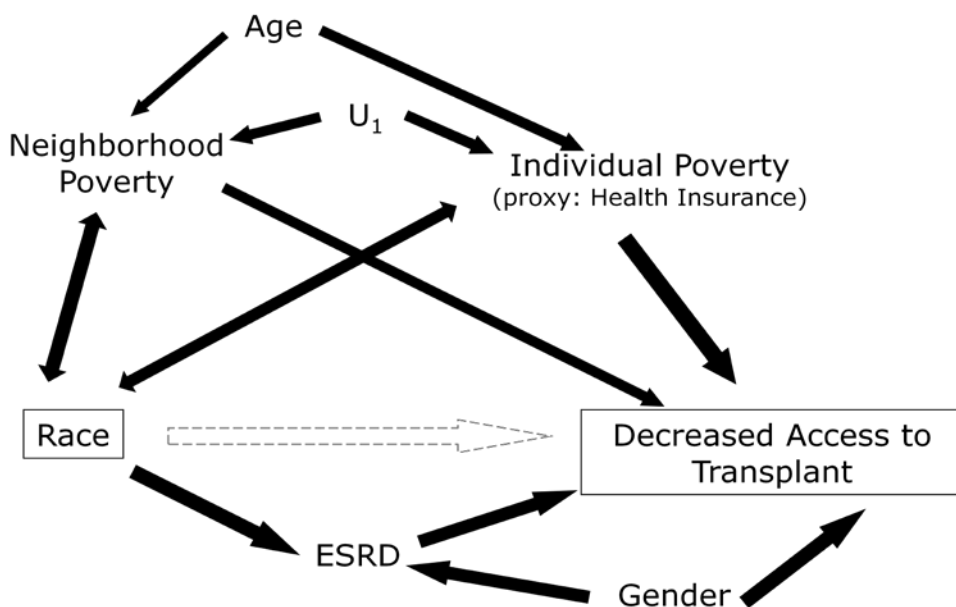 Age
U₁
Neighborhood
Poverty
Individual Poverty
(proxy: Health Insurance)
Race
Decreased Access to
Transplant
ESRD
Gender